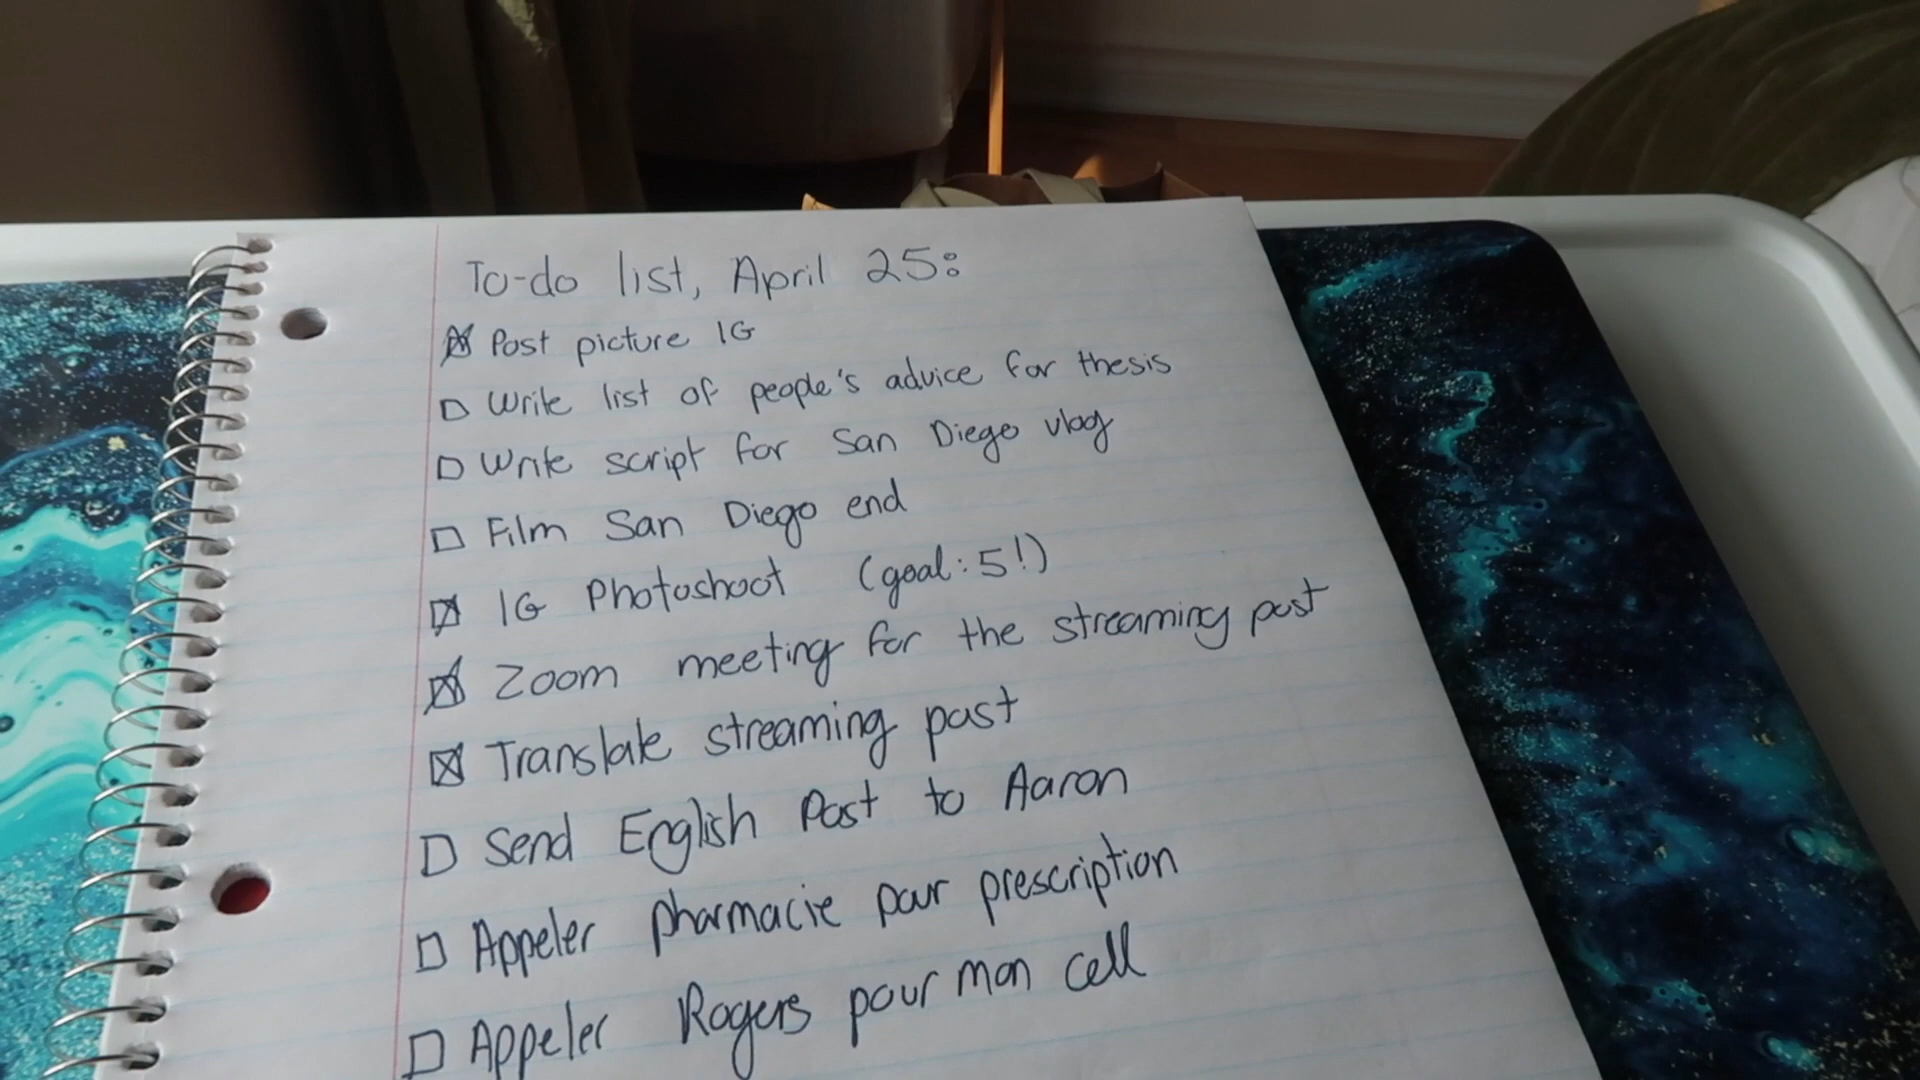 To-do list, April 25:
☒ Post picture IG
☐ Write list of people's advice for thesis
☐ Write script for San Diego vlog
☐ Film San Diego end
☒ IG Photoshoot (goal: 5!)
☒ Zoom meeting for the streaming post
☒ Translate streaming post
☐ Send English Post to Aaron
☐ Appeler pharmacie pour prescription
☐ Appeler Rogers pour mon cell